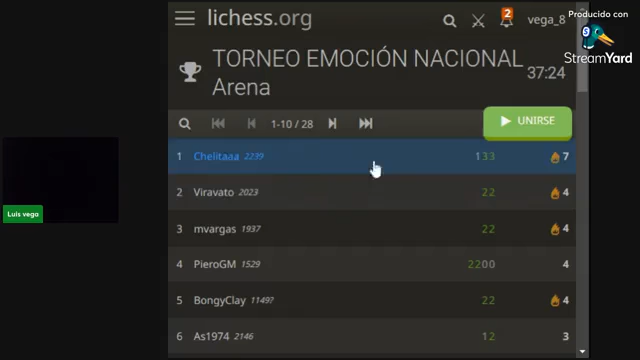 lichess.org
2
vega_8
Producido con
StreamYard
TORNEO EMOCIÓN NACIONAL
Arena
37:24
1-10 / 28
UNIRSE
1 Chelitaaa 2239 133 7
2 Viravato 2023 22 4
3 mvargas 1937 22 4
4 PieroGM 1529 2200 4
5 BongyClay 1149? 22 4
6 As1974 2146 12 3
Luis vega